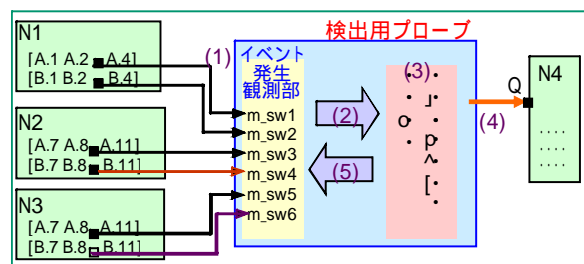 検出用プローブ
N1
[A.1 A.2 A.4]
[B.1 B.2 B.4]
(1)
イベント
発生
観測部
m_sw1
m_sw2
m_sw3
m_sw4
m_sw5
m_sw6
N2
[A.7 A.8 A.11]
[B.7 B.8 B.11]
N3
[A.7 A.8 A.11]
[B.7 B.8 B.11]
(2)
(5)
(3)
(4)
Q
N4